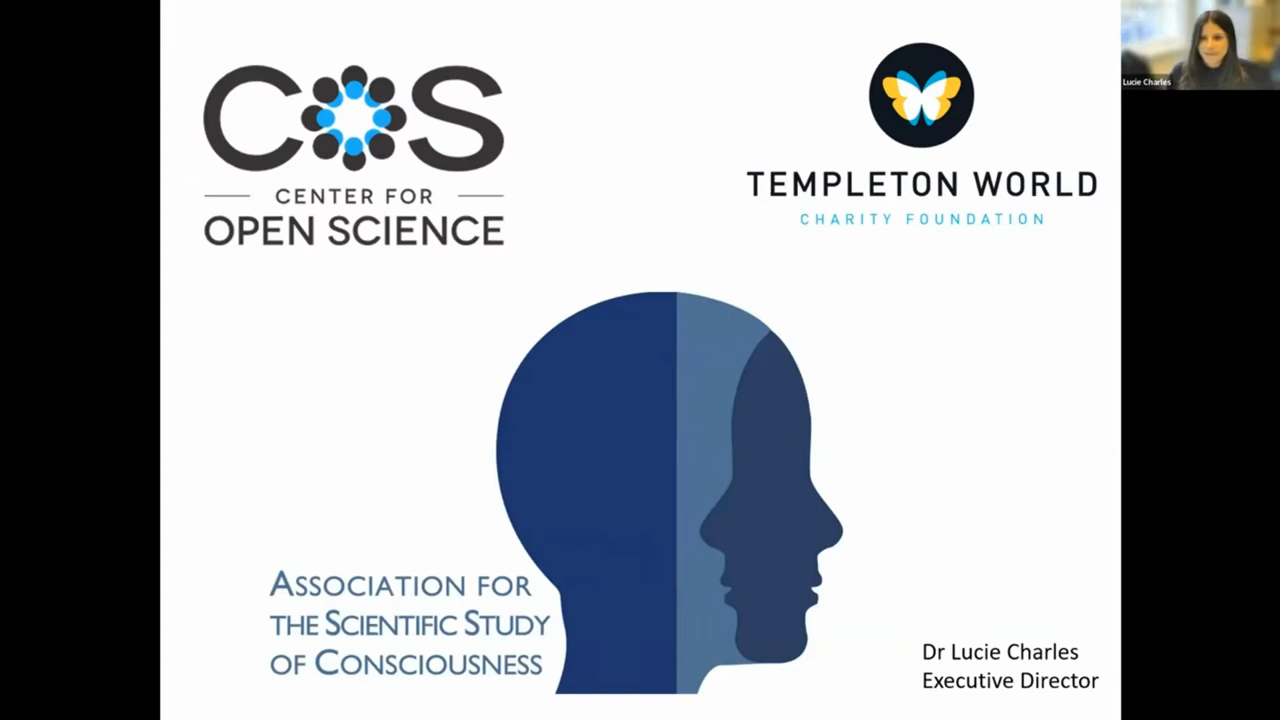 COS
CENTER FOR
OPEN SCIENCE
TEMPLETON WORLD
CHARITY FOUNDATION
Lucie Charles
ASSOCIATION FOR
THE SCIENTIFIC STUDY
OF CONSCIOUSNESS
Dr Lucie Charles
Executive Director